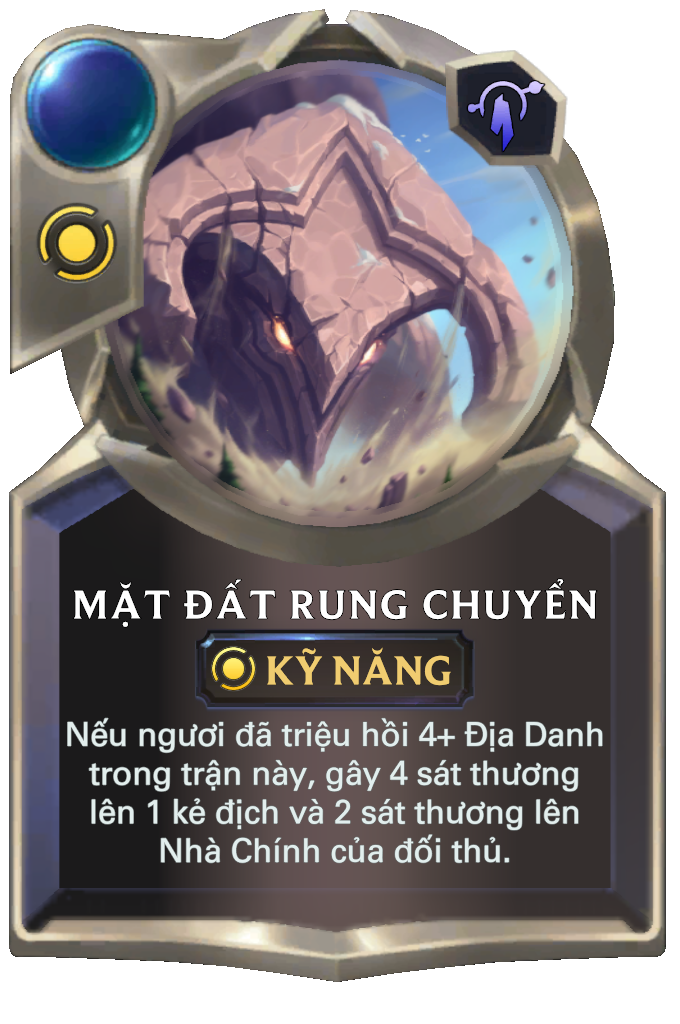 MẶT ĐẤT RUNG CHUYỂN
KỸ NĂNG
Nếu ngươi đã triệu hồi 4+ Địa Danh
trong trận này, gây 4 sát thương
lên 1 kẻ địch và 2 sát thương lên
Nhà Chính của đối thủ.